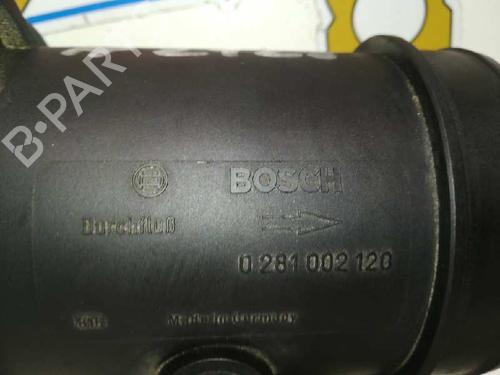 B-PARTS
BOSCH
Durchfluß
0 281 002 120
Made in Germany